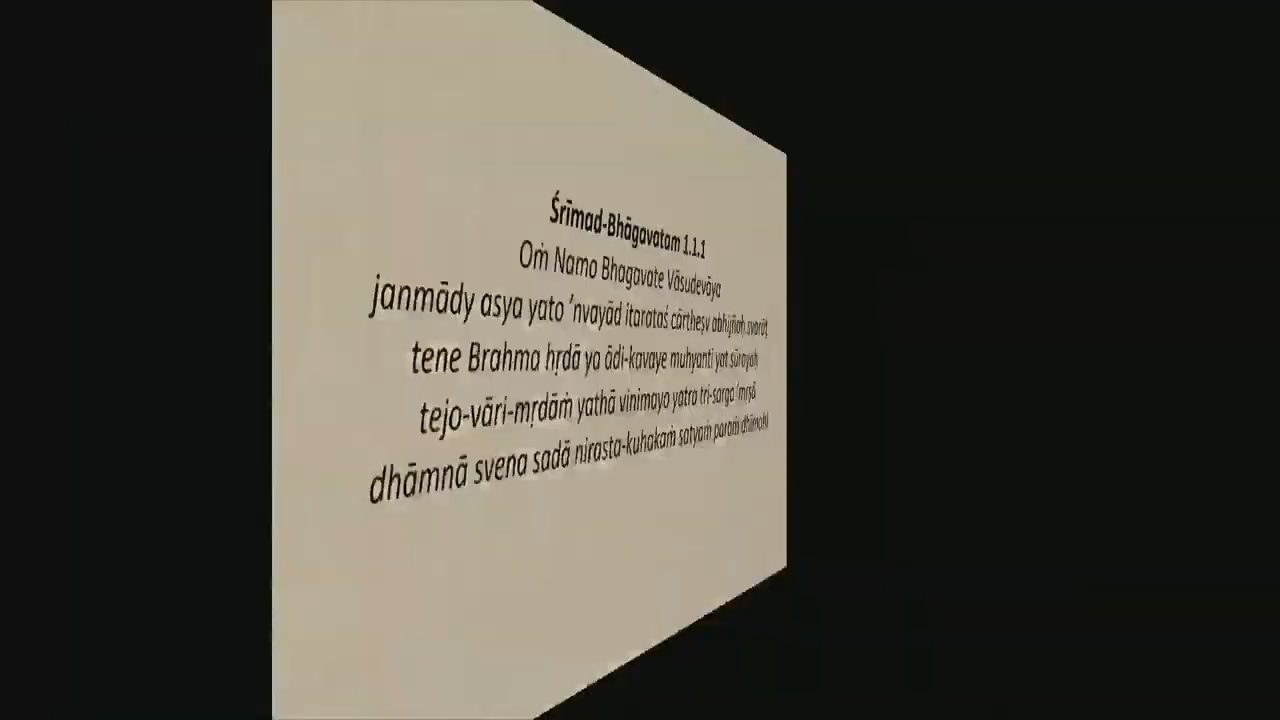 Śrīmad-Bhāgavatam 1.1.1
Oṁ Namo Bhagavate Vāsudevāya
janmādy asya yato ’nvayād itarataś cārtheṣv abhijñaḥ svarāṭ
tene Brahma hṛdā ya ādi-kavaye muhyanti yat sūrayaḥ
tejo-vāri-mṛdāṁ yathā vinimayo yatra tri-sargo ’mṛṣā
dhāmnā svena sadā nirasta-kuhakaṁ satyaṁ paraṁ dhīmahi